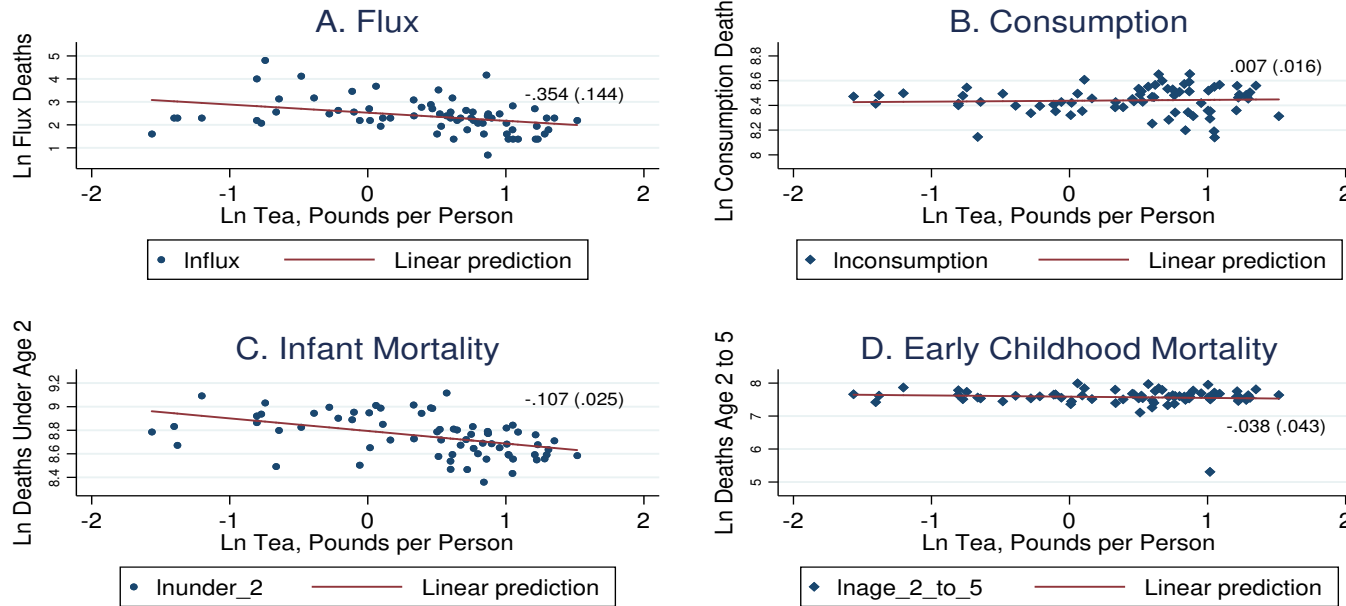 A. Flux
Ln Flux Deaths
5
4
3
2
1
-.354 (.144)
-2 -1 0 1 2
Ln Tea, Pounds per Person
lnflux Linear prediction
B. Consumption
Ln Consumption Death
8.8
8.6
8.4
8.2
8
.007 (.016)
-2 -1 0 1 2
Ln Tea, Pounds per Person
lnconsumption Linear prediction
C. Infant Mortality
Ln Deaths Under Age 2
9.2
9
8.8
8.6
8.4
-.107 (.025)
-2 -1 0 1 2
Ln Tea, Pounds per Person
lnunder_2 Linear prediction
D. Early Childhood Mortality
Ln Deaths Age 2 to 5
8
7
6
5
-.038 (.043)
-2 -1 0 1 2
Ln Tea, Pounds per Person
lnage_2_to_5 Linear prediction